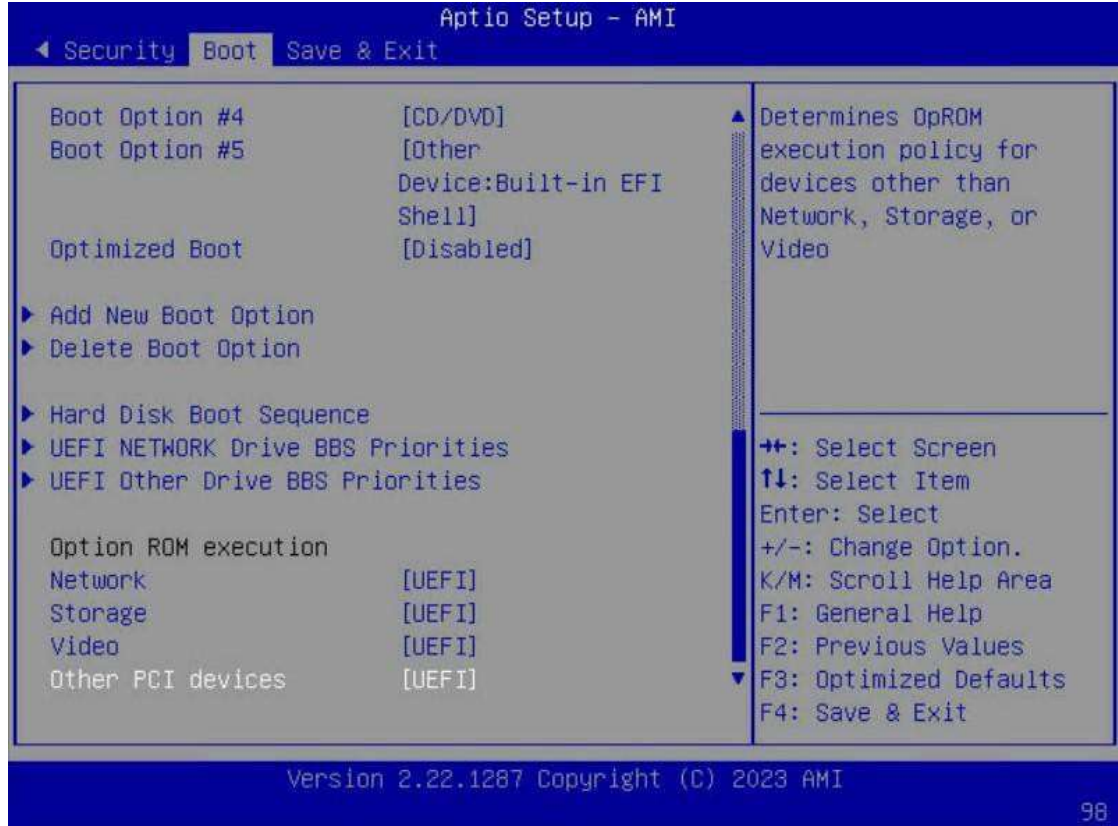 Aptio Setup – AMI
Security Boot Save & Exit
Boot Option #4 [CD/DVD]
Boot Option #5 [Other
Device:Built-in EFI
Shell]
Optimized Boot [Disabled]
Add New Boot Option
Delete Boot Option
Hard Disk Boot Sequence
UEFI NETWORK Drive BBS Priorities
UEFI Other Drive BBS Priorities
Option ROM execution
Network [UEFI]
Storage [UEFI]
Video [UEFI]
Other PCI devices [UEFI]
Determines OpROM
execution policy for
devices other than
Network, Storage, or
Video
→←: Select Screen
↑↓: Select Item
Enter: Select
+/-: Change Option.
K/M: Scroll Help Area
F1: General Help
F2: Previous Values
F3: Optimized Defaults
F4: Save & Exit
Version 2.22.1287 Copyright (C) 2023 AMI
98